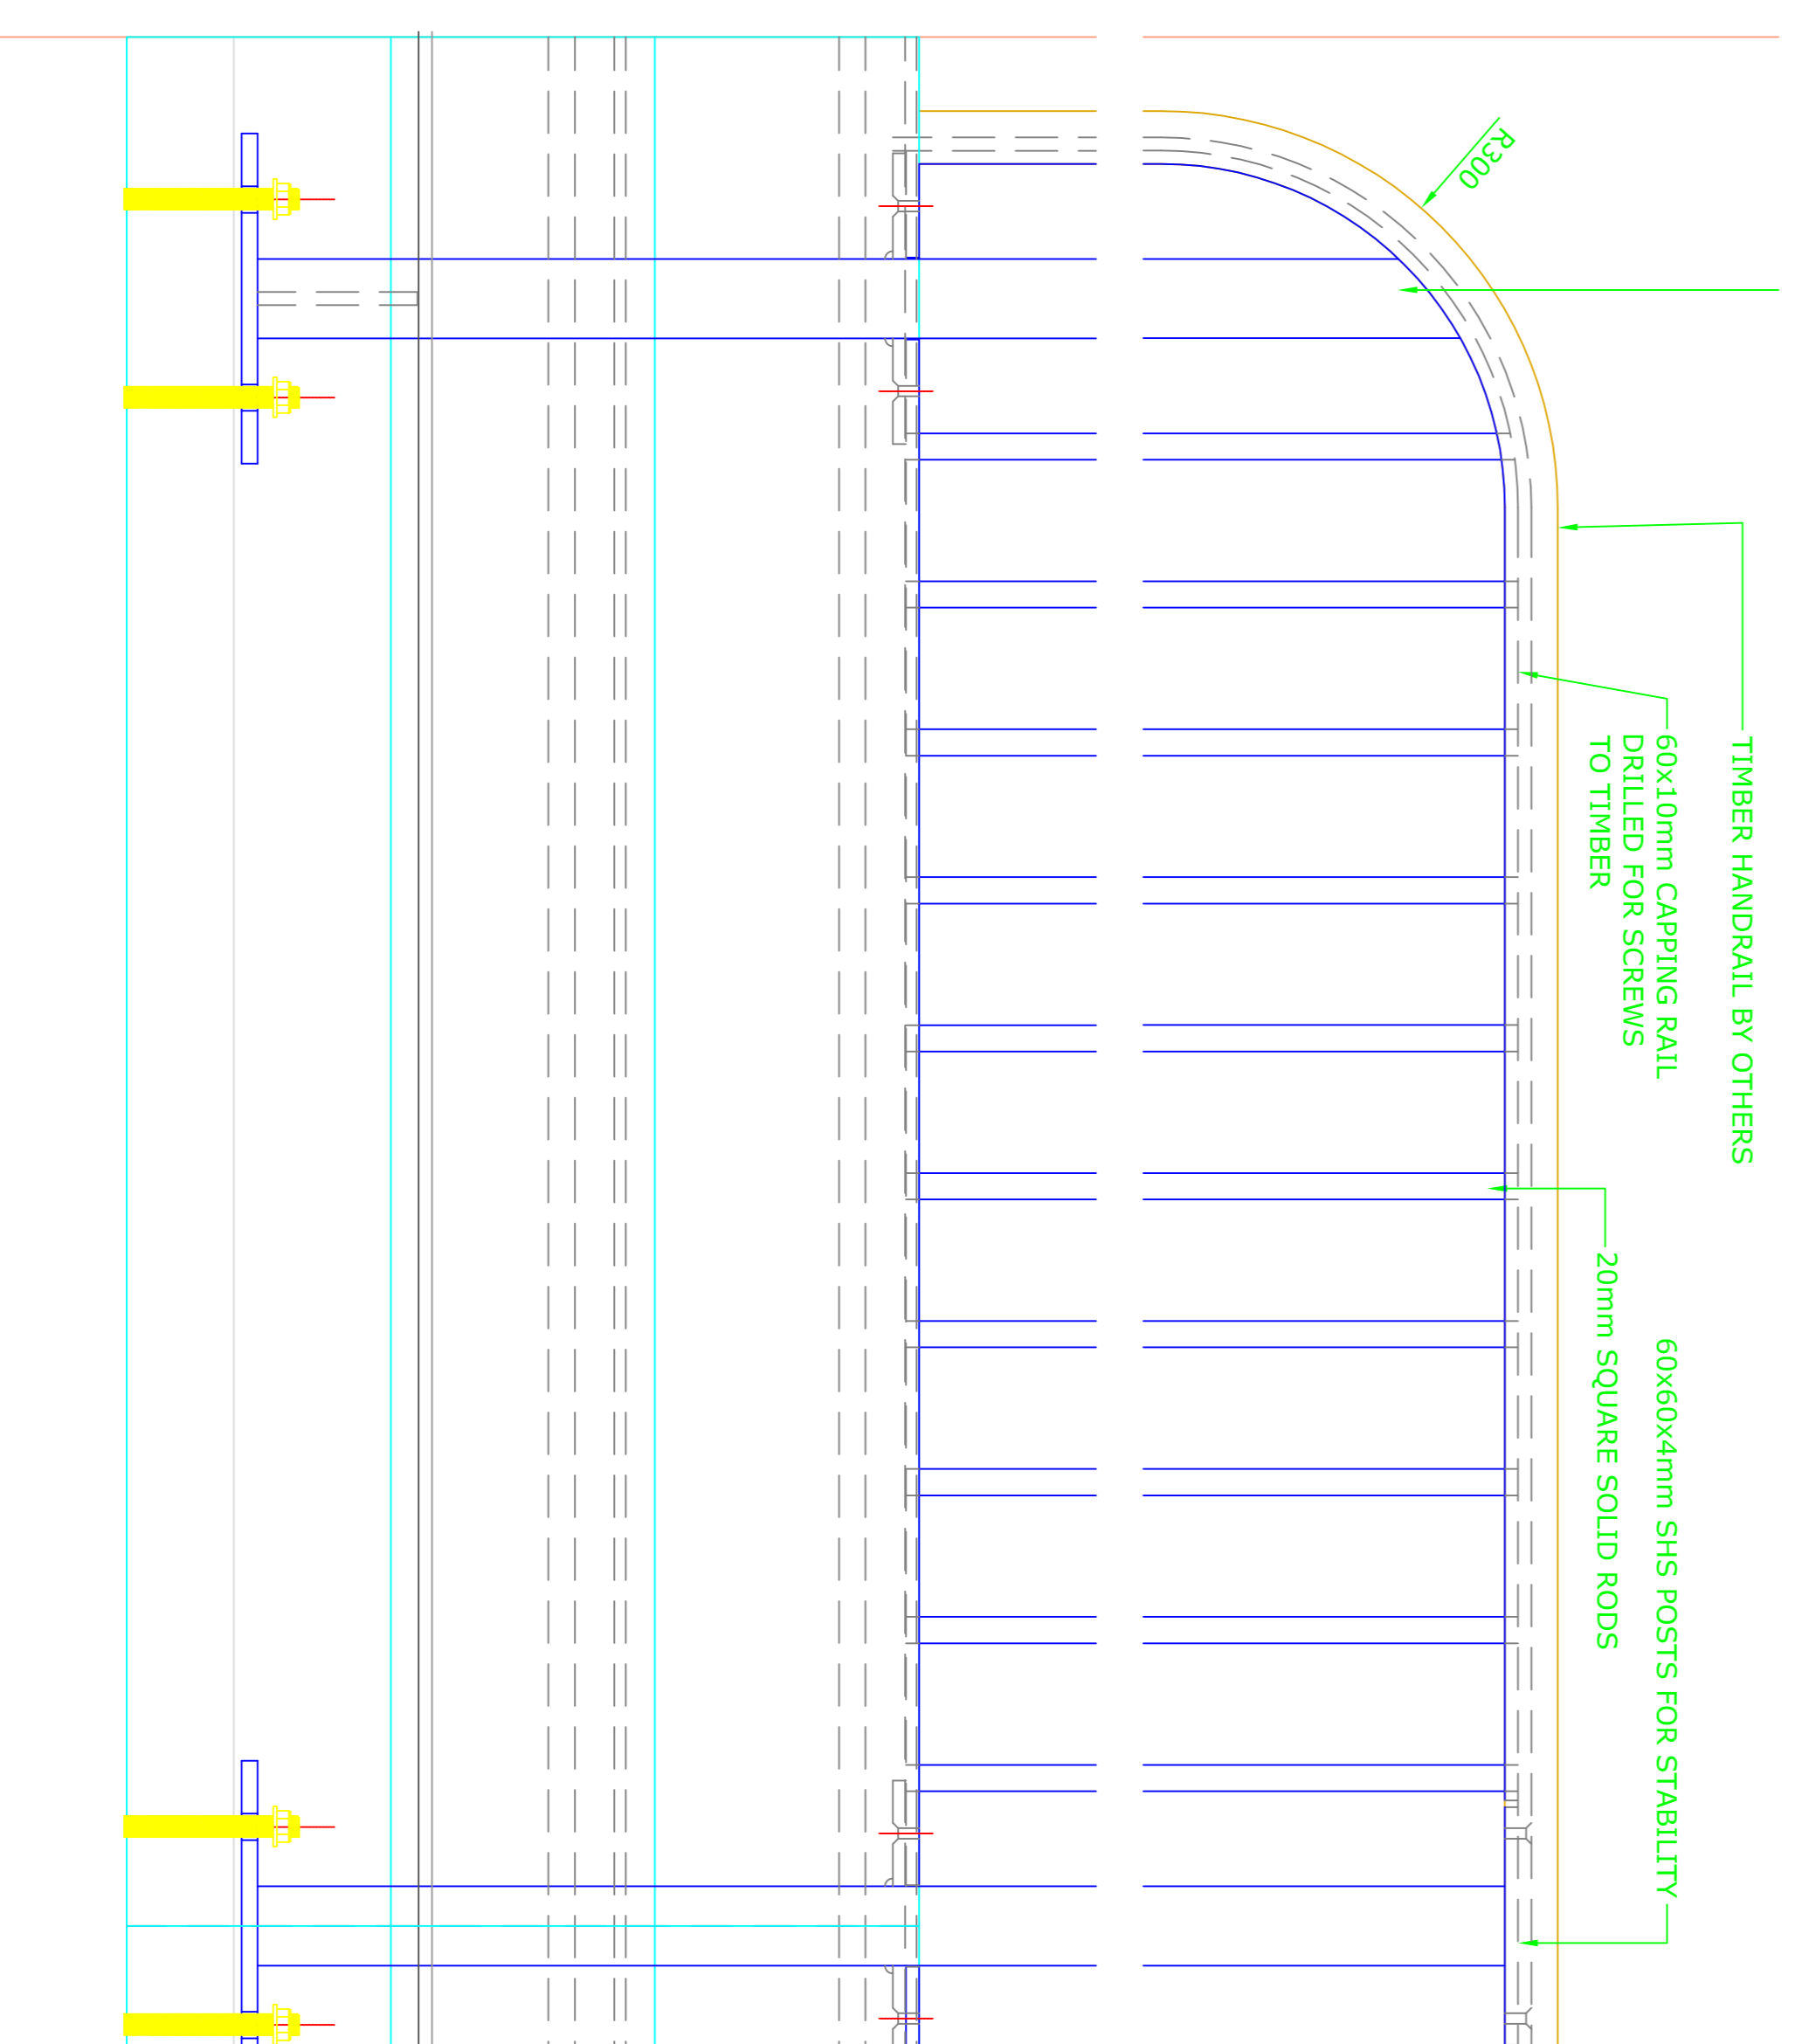 R300
TIMBER HANDRAIL BY OTHERS
60x10mm CAPPING RAIL
DRILLED FOR SCREWS
TO TIMBER
60x60x4mm SHS POSTS FOR STABILITY
20mm SQUARE SOLID RODS